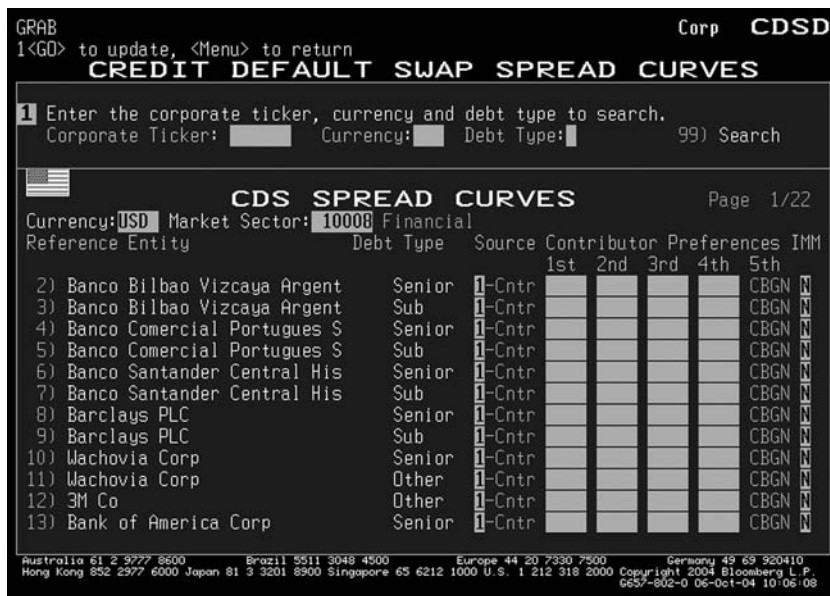 GRAB Corp CDSD
1<GO> to update, <Menu> to return
CREDIT DEFAULT SWAP SPREAD CURVES
1 Enter the corporate ticker, currency and debt type to search.
Corporate Ticker: Currency: Debt Type: 99) Search
CDS SPREAD CURVES Page 1/22
Currency: USD Market Sector: 10008 Financial
Reference Entity Debt Type Source Contributor Preferences IMM
1st 2nd 3rd 4th 5th
2) Banco Bilbao Vizcaya Argent Senior 1-Cntr CBGN N
3) Banco Bilbao Vizcaya Argent Sub 1-Cntr CBGN N
4) Banco Comercial Portugues S Senior 1-Cntr CBGN N
5) Banco Comercial Portugues S Sub 1-Cntr CBGN N
6) Banco Santander Central His Senior 1-Cntr CBGN N
7) Banco Santander Central His Sub 1-Cntr CBGN N
8) Barclays PLC Senior 1-Cntr CBGN N
9) Barclays PLC Sub 1-Cntr CBGN N
10) Wachovia Corp Senior 1-Cntr CBGN N
11) Wachovia Corp Other 1-Cntr CBGN N
12) 3M Co Other 1-Cntr CBGN N
13) Bank of America Corp Senior 1-Cntr CBGN N
Australia 61 2 9777 8600 Brazil 5511 3048 4500 Europe 44 20 7330 7500 Germany 49 69 920410
Hong Kong 852 2977 6000 Japan 81 3 3201 8900 Singapore 65 6212 1000 U.S. 1 212 318 2000 Copyright 2004 Bloomberg L.P.
G657-802-0 06-Oct-04 10:06:08